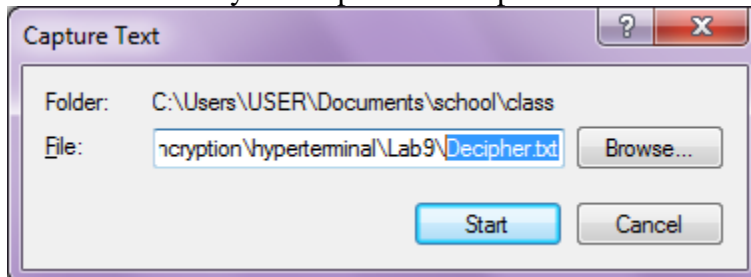 Capture Text
Folder: C:\Users\USER\Documents\school\class
File: ncryption\hyperterminal\Lab9\Decipher.txt Browse...
Start Cancel